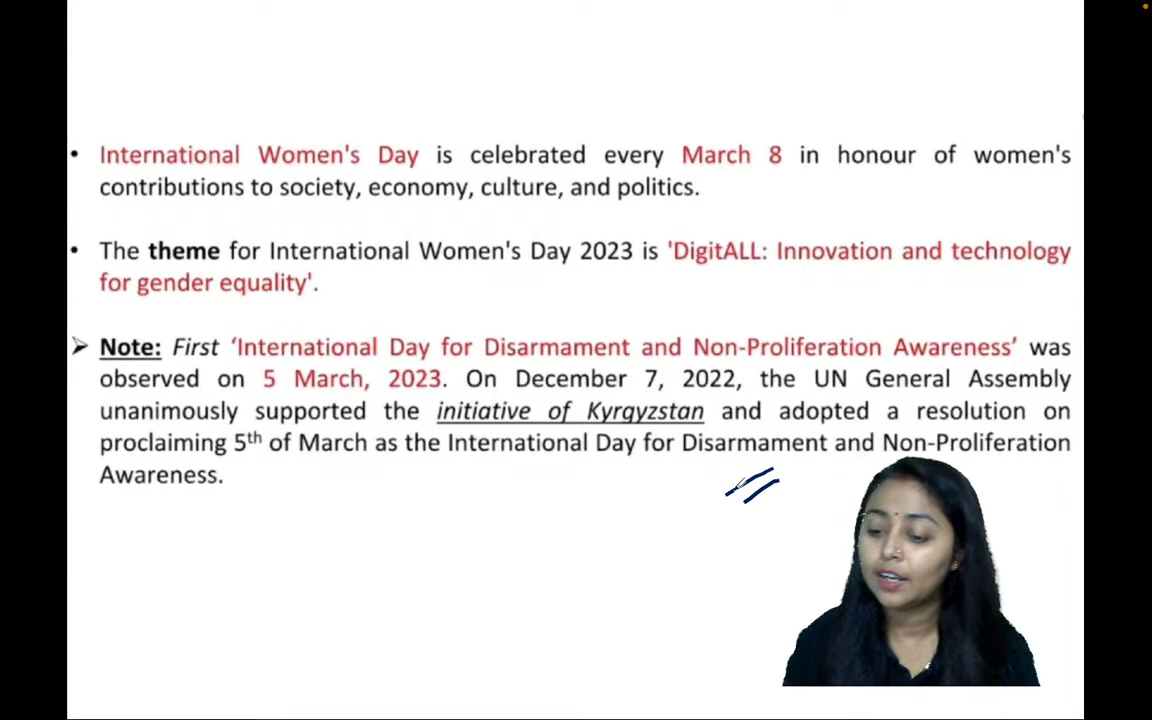 • International Women's Day is celebrated every March 8 in honour of women's
contributions to society, economy, culture, and politics.
• The theme for International Women's Day 2023 is 'DigitALL: Innovation and technology
for gender equality'.
➢ Note: First ‘International Day for Disarmament and Non-Proliferation Awareness’ was
observed on 5 March, 2023. On December 7, 2022, the UN General Assembly
unanimously supported the initiative of Kyrgyzstan and adopted a resolution on
proclaiming 5th of March as the International Day for Disarmament and Non-Proliferation
Awareness.